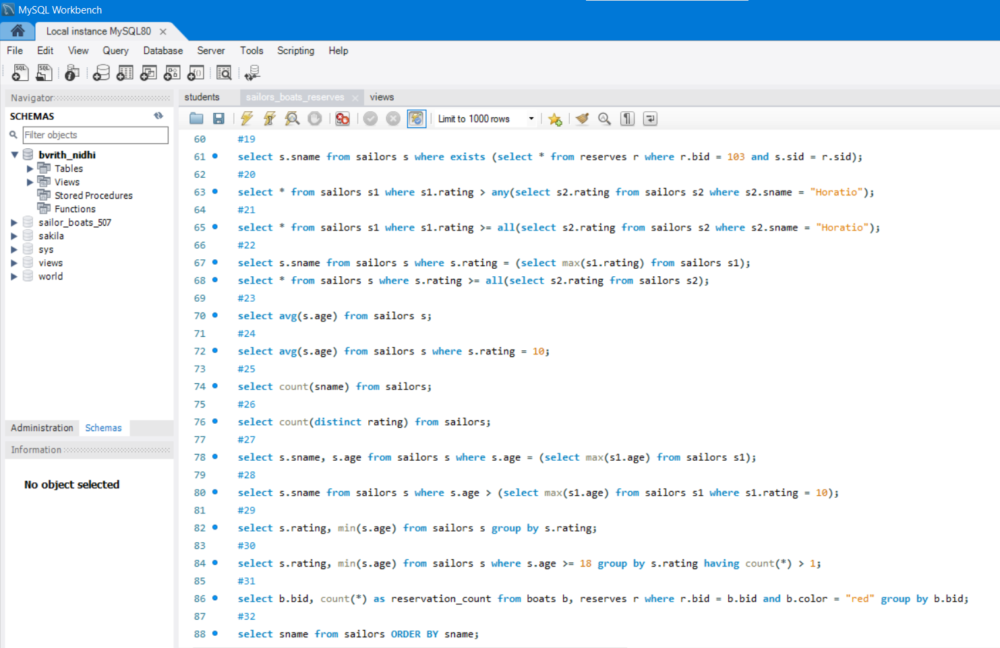 MySQL Workbench
Local instance MySQL80
File Edit View Query Database Server Tools Scripting Help
Navigator
SCHEMAS
Filter objects
bvrith_nidhi
Tables
Views
Stored Procedures
Functions
sailor_boats_507
sakila
sys
views
world
Administration Schemas
Information
No object selected
students sailors_boats_reserves views
Limit to 1000 rows
60 #19
61 select s.sname from sailors s where exists (select * from reserves r where r.bid = 103 and s.sid = r.sid);
62 #20
63 select * from sailors s1 where s1.rating > any(select s2.rating from sailors s2 where s2.sname = "Horatio");
64 #21
65 select * from sailors s1 where s1.rating >= all(select s2.rating from sailors s2 where s2.sname = "Horatio");
66 #22
67 select s.sname from sailors s where s.rating = (select max(s1.rating) from sailors s1);
68 select * from sailors s where s.rating >= all(select s2.rating from sailors s2);
69 #23
70 select avg(s.age) from sailors s;
71 #24
72 select avg(s.age) from sailors s where s.rating = 10;
73 #25
74 select count(sname) from sailors;
75 #26
76 select count(distinct rating) from sailors;
77 #27
78 select s.sname, s.age from sailors s where s.age = (select max(s1.age) from sailors s1);
79 #28
80 select s.sname from sailors s where s.age > (select max(s1.age) from sailors s1 where s1.rating = 10);
81 #29
82 select s.rating, min(s.age) from sailors s group by s.rating;
83 #30
84 select s.rating, min(s.age) from sailors s where s.age >= 18 group by s.rating having count(*) > 1;
85 #31
86 select b.bid, count(*) as reservation_count from boats b, reserves r where r.bid = b.bid and b.color = "red" group by b.bid;
87 #32
88 select sname from sailors ORDER BY sname;